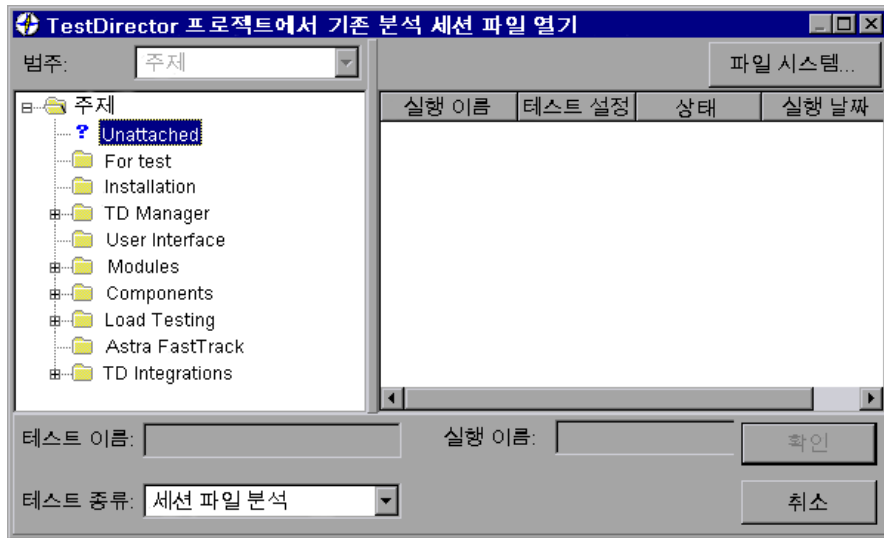 TestDirector 프로젝트에서 기존 분석 세션 파일 열기
범주: 주제
파일 시스템...
주제
? Unattached
For test
Installation
TD Manager
User Interface
Modules
Components
Load Testing
Astra FastTrack
TD Integrations
실행 이름 테스트 설정 상태 실행 날짜
테스트 이름: 실행 이름: 확인
테스트 종류: 세션 파일 분석 취소